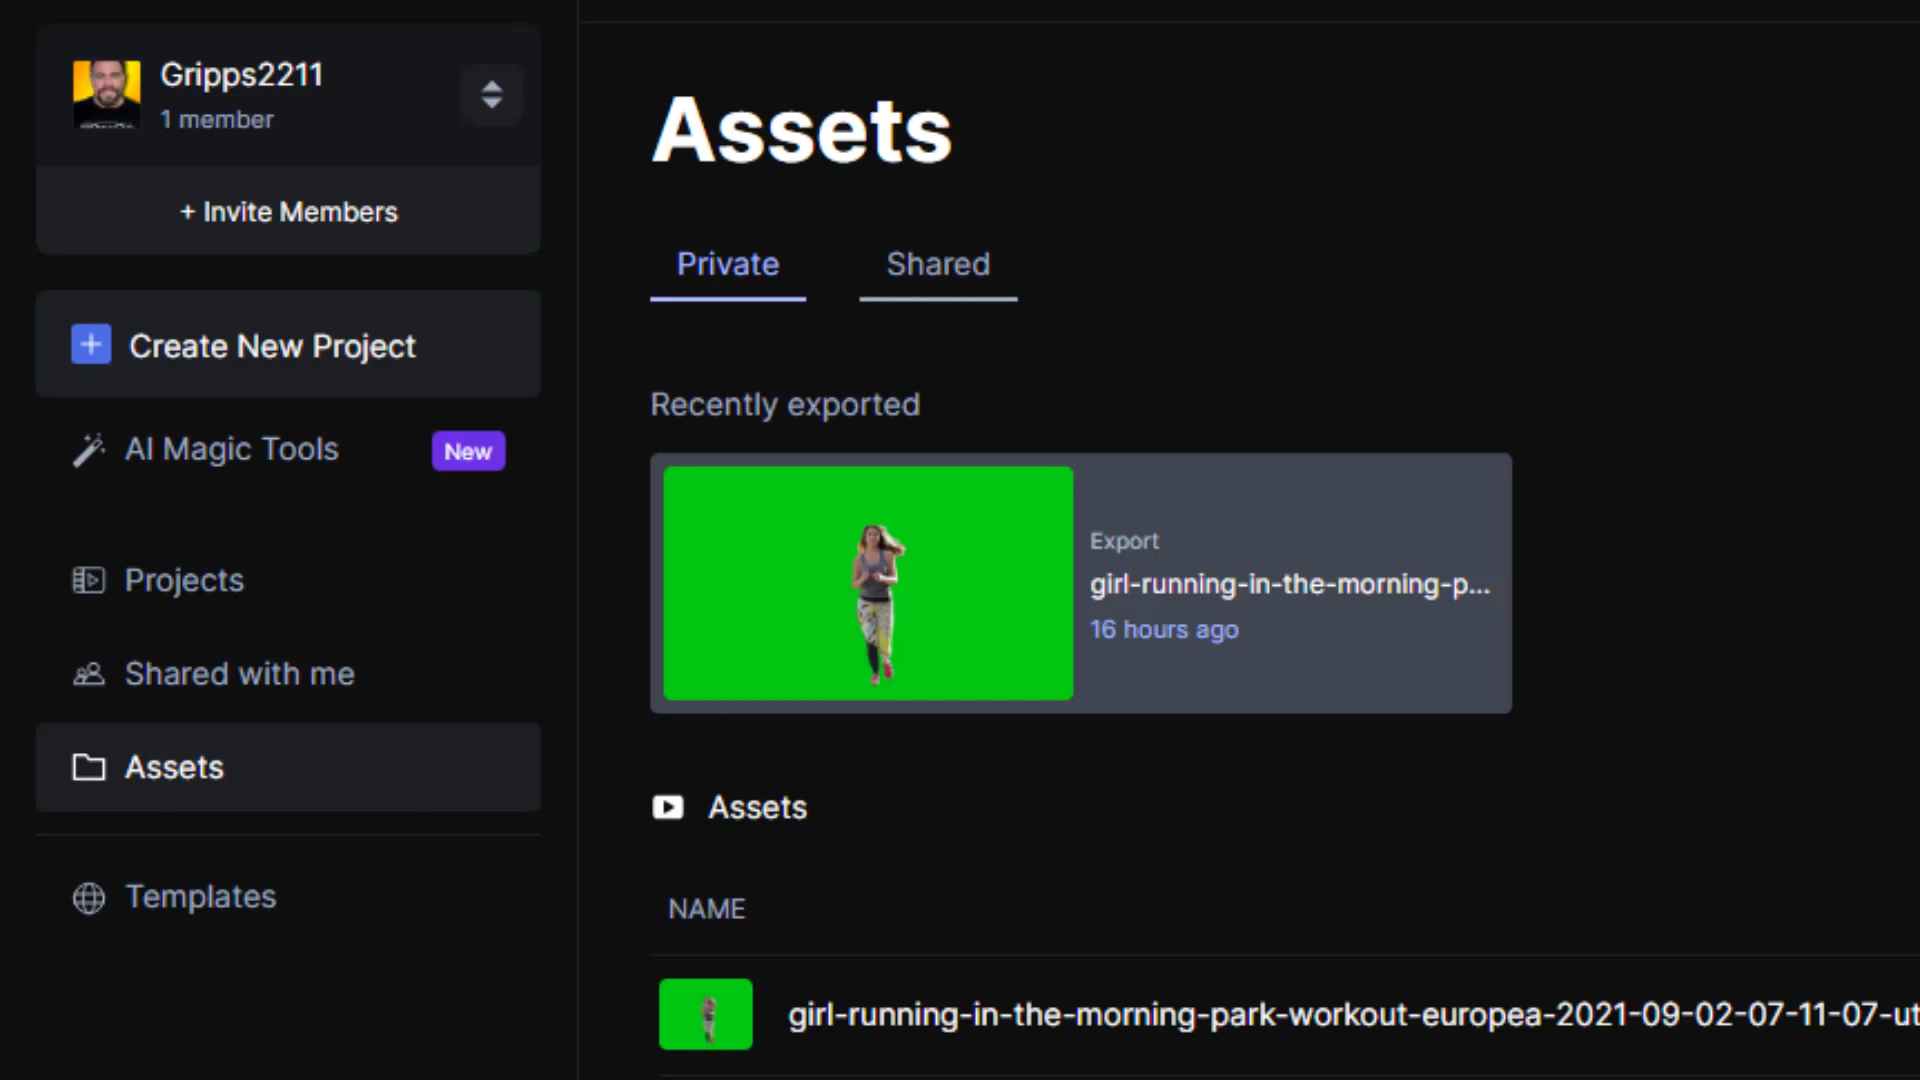 Gripps2211
1 member
+ Invite Members
Create New Project
AI Magic Tools
New
Projects
Shared with me
Assets
Templates
Assets
Private
Shared
Recently exported
Export
girl-running-in-the-morning-p...
16 hours ago
Assets
NAME
girl-running-in-the-morning-park-workout-europea-2021-09-02-07-11-07-ut